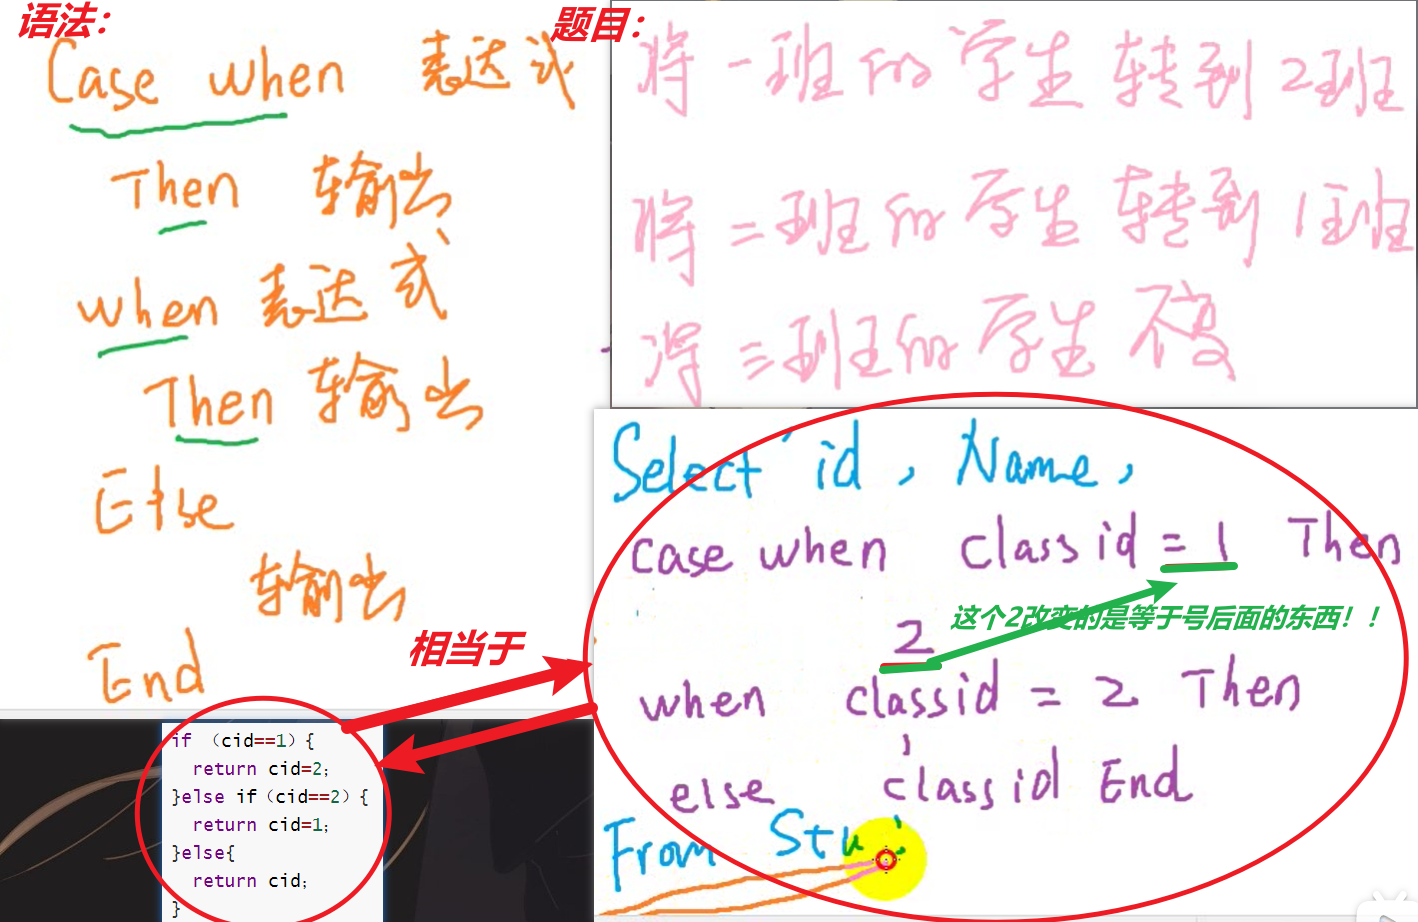 语法：
Case when 表达式
Then 输出
when 表达式
Then 输出
Else
输出
End
题目：
将一班的学生转到2班
将二班的学生转到1班
得三班的学生不变
Select id , Name ,
case when classid = 1 Then
2
这个2改变的是等于号后面的东西！！
when classid = 2 Then
1
else classid End
From Stu
相当于
if （cid==1）{
return cid=2;
}else if（cid==2）{
return cid=1;
}else{
return cid;
}